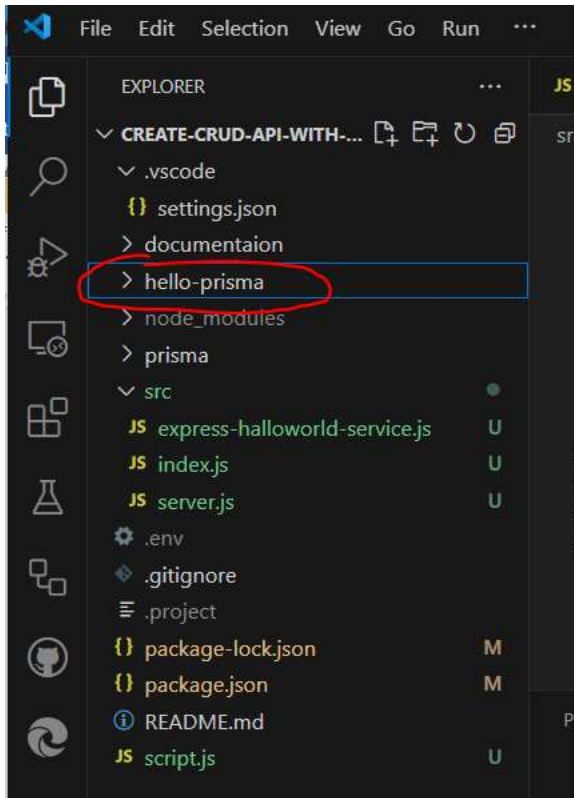 File Edit Selection View Go Run ···
EXPLORER ···
JS
CREATE-CRUD-API-WITH-...
sr
.vscode
{} settings.json
documentaion
hello-prisma
node_modules
prisma
src
JS express-halloworld-service.js U
JS index.js U
JS server.js U
.env
.gitignore
.project
{} package-lock.json M
{} package.json M
README.md
P
JS script.js U